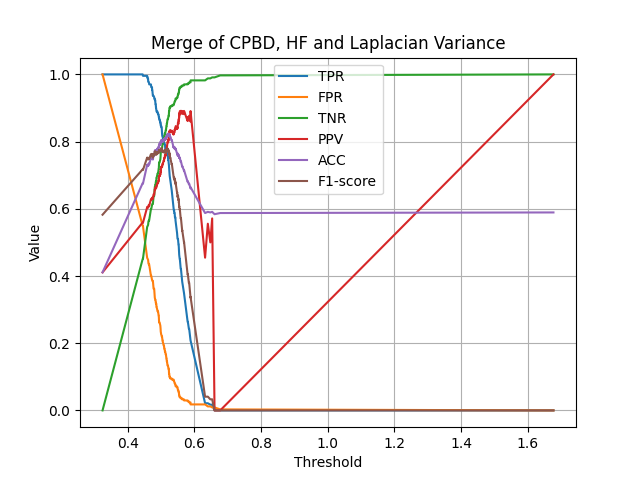 Merge of CPBD, HF and Laplacian Variance
TPR
FPR
TNR
PPV
ACC
F1-score
1.0
0.8
0.6
0.4
0.2
0.0
Value
0.4 0.6 0.8 1.0 1.2 1.4 1.6
Threshold